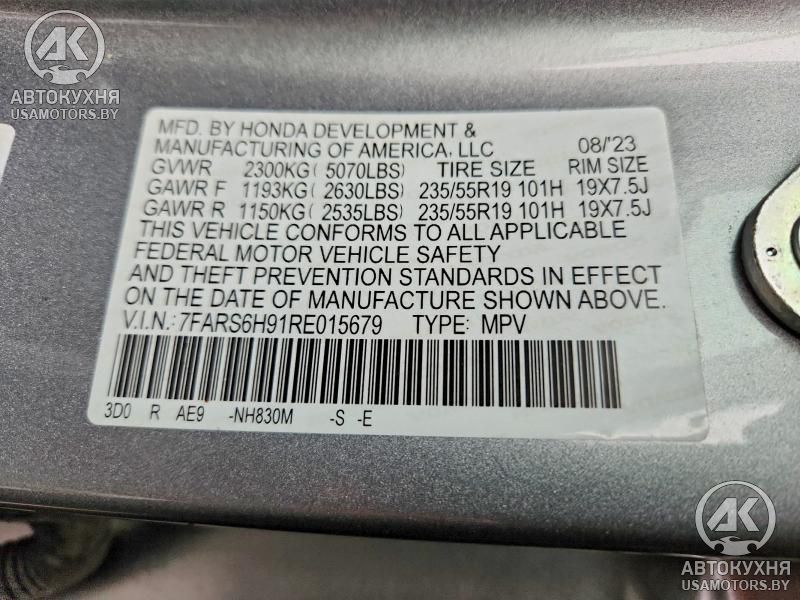 АК
АВТОКУХНЯ
USAMOTORS.BY
MFD. BY HONDA DEVELOPMENT &
MANUFACTURING OF AMERICA, LLC 08/'23
GVWR 2300KG( 5070LBS) TIRE SIZE RIM SIZE
GAWR F 1193KG( 2630LBS) 235/55R19 101H 19X7.5J
GAWR R 1150KG( 2535LBS) 235/55R19 101H 19X7.5J
THIS VEHICLE CONFORMS TO ALL APPLICABLE
FEDERAL MOTOR VEHICLE SAFETY
AND THEFT PREVENTION STANDARDS IN EFFECT
ON THE DATE OF MANUFACTURE SHOWN ABOVE.
V.I.N.: 7FARS6H91RE015679 TYPE: MPV
3D0 R AE9 -NH830M -S -E
АК
АВТОКУХНЯ
USAMOTORS.BY